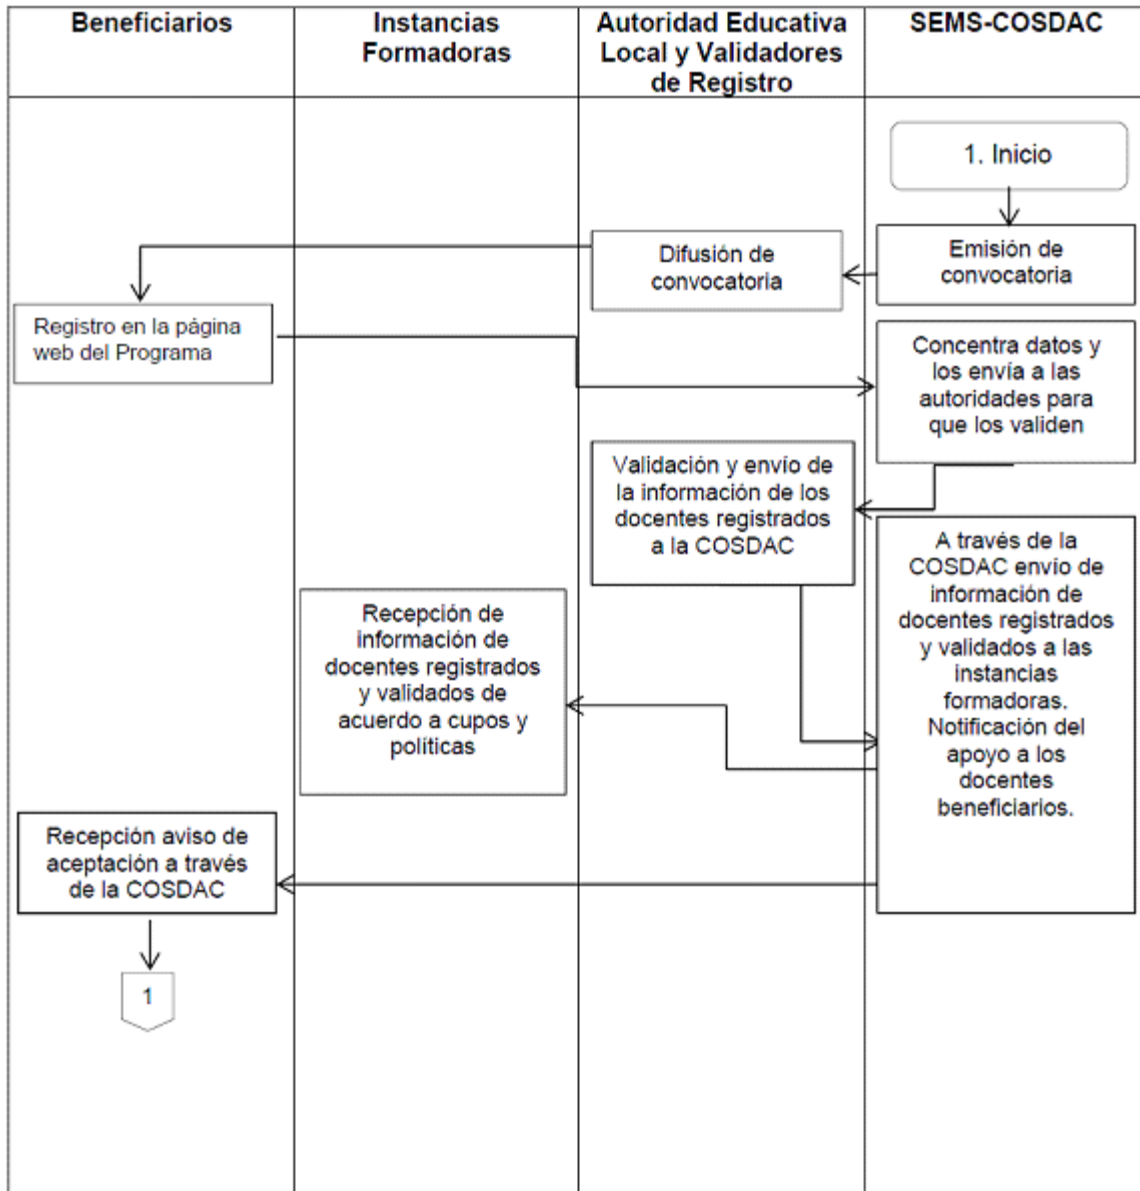 Beneficiarios
Instancias
Formadoras
Autoridad Educativa
Local y Validadores
de Registro
SEMS-COSDAC
1. Inicio
Emisión de
convocatoria
Difusión de
convocatoria
Registro en la página
web del Programa
Concentra datos y
los envía a las
autoridades para
que los validen
Validación y envío de
la información de los
docentes registrados
a la COSDAC
A través de la
COSDAC envío de
información de
docentes registrados
y validados a las
instancias
formadoras.
Notificación del
apoyo a los
docentes
beneficiarios.
Recepción de
información de
docentes registrados
y validados de
acuerdo a cupos y
políticas
Recepción aviso de
aceptación a través
de la COSDAC
1